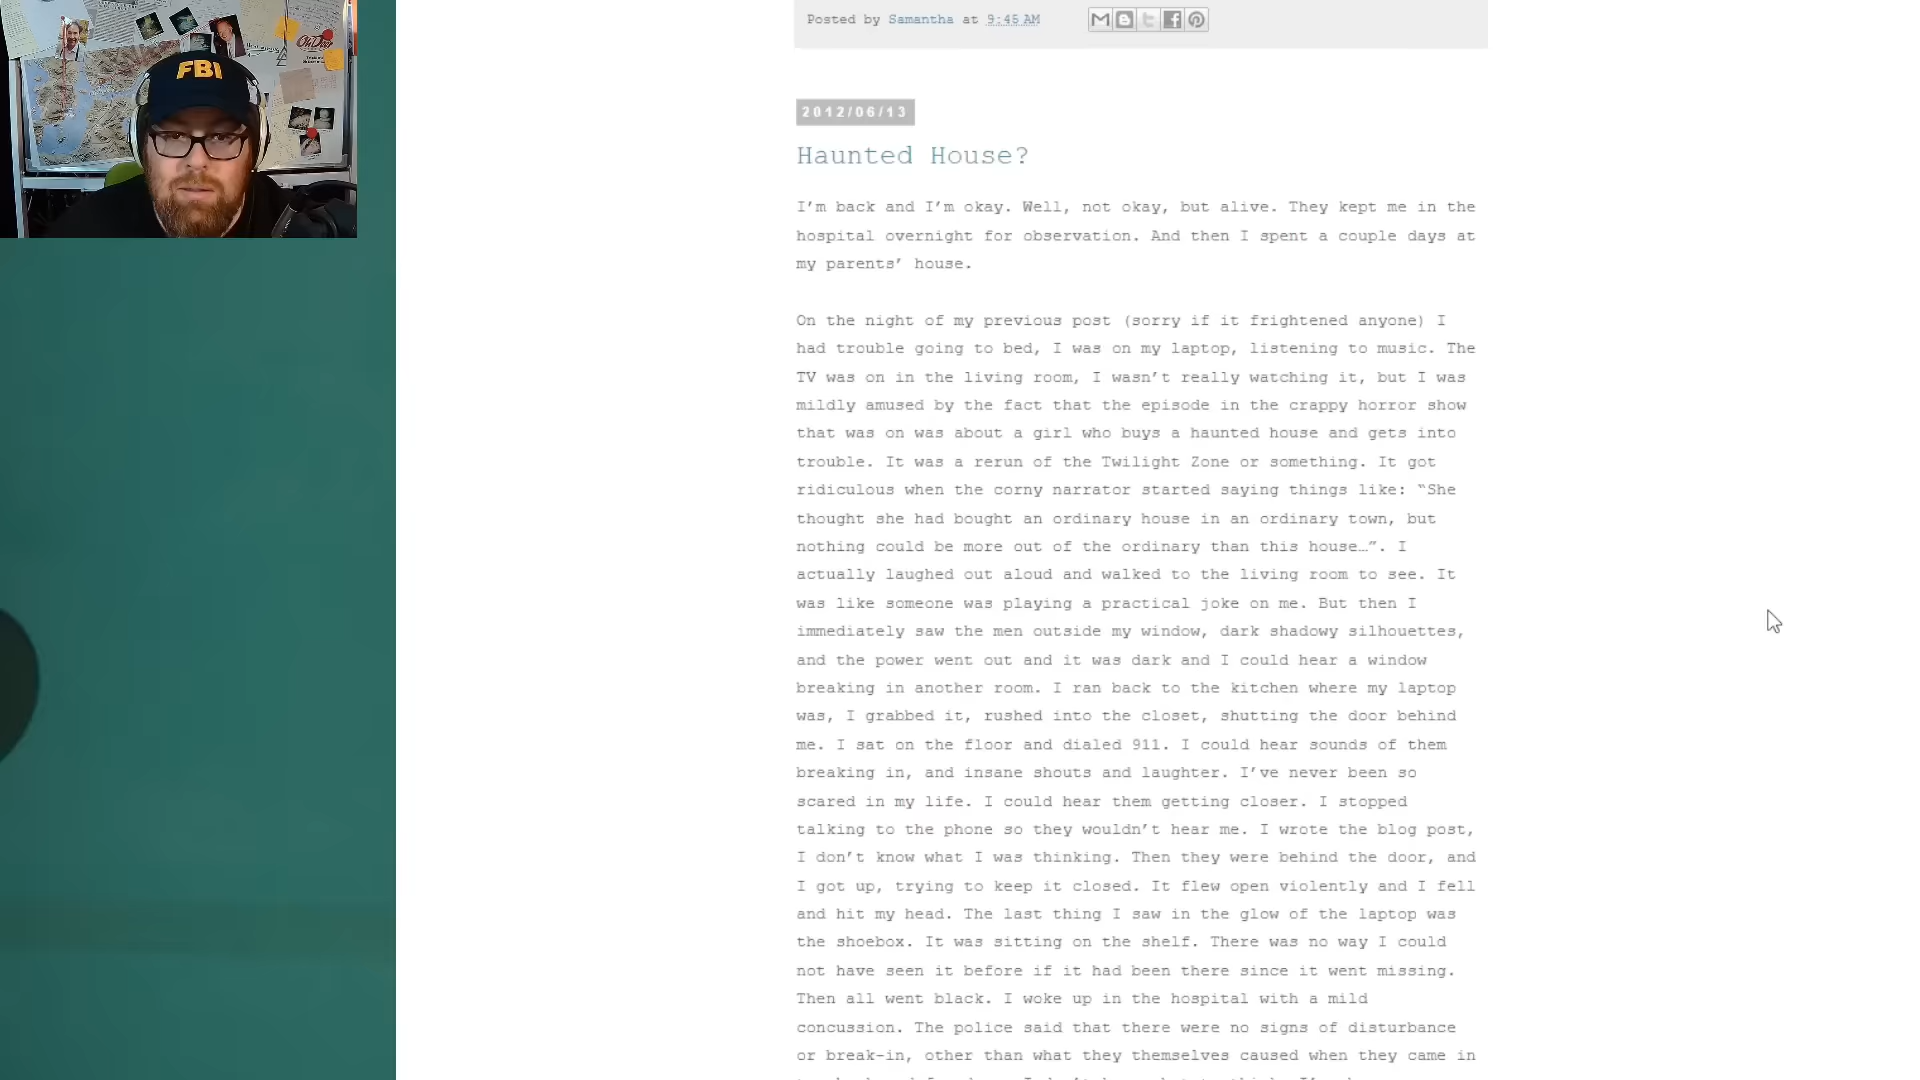 FBI
Posted by Samantha at 9:45 AM
2012/06/13
Haunted House?
I'm back and I'm okay. Well, not okay, but alive. They kept me in the
hospital overnight for observation. And then I spent a couple days at
my parents' house.
On the night of my previous post (sorry if it frightened anyone) I
had trouble going to bed, I was on my laptop, listening to music. The
TV was on in the living room, I wasn't really watching it, but I was
mildly amused by the fact that the episode in the crappy horror show
that was on was about a girl who buys a haunted house and gets into
trouble. It was a rerun of the Twilight Zone or something. It got
ridiculous when the corny narrator started saying things like: “She
thought she had bought an ordinary house in an ordinary town, but
nothing could be more out of the ordinary than this house…”. I
actually laughed out aloud and walked to the living room to see. It
was like someone was playing a practical joke on me. But then I
immediately saw the men outside my window, dark shadowy silhouettes,
and the power went out and it was dark and I could hear a window
breaking in another room. I ran back to the kitchen where my laptop
was, I grabbed it, rushed into the closet, shutting the door behind
me. I sat on the floor and dialed 911. I could hear sounds of them
breaking in, and insane shouts and laughter. I've never been so
scared in my life. I could hear them getting closer. I stopped
talking to the phone so they wouldn't hear me. I wrote the blog post,
I don't know what I was thinking. Then they were behind the door, and
I got up, trying to keep it closed. It flew open violently and I fell
and hit my head. The last thing I saw in the glow of the laptop was
the shoebox. It was sitting on the shelf. There was no way I could
not have seen it before if it had been there since it went missing.
Then all went black. I woke up in the hospital with a mild
concussion. The police said that there were no signs of disturbance
or break-in, other than what they themselves caused when they came in